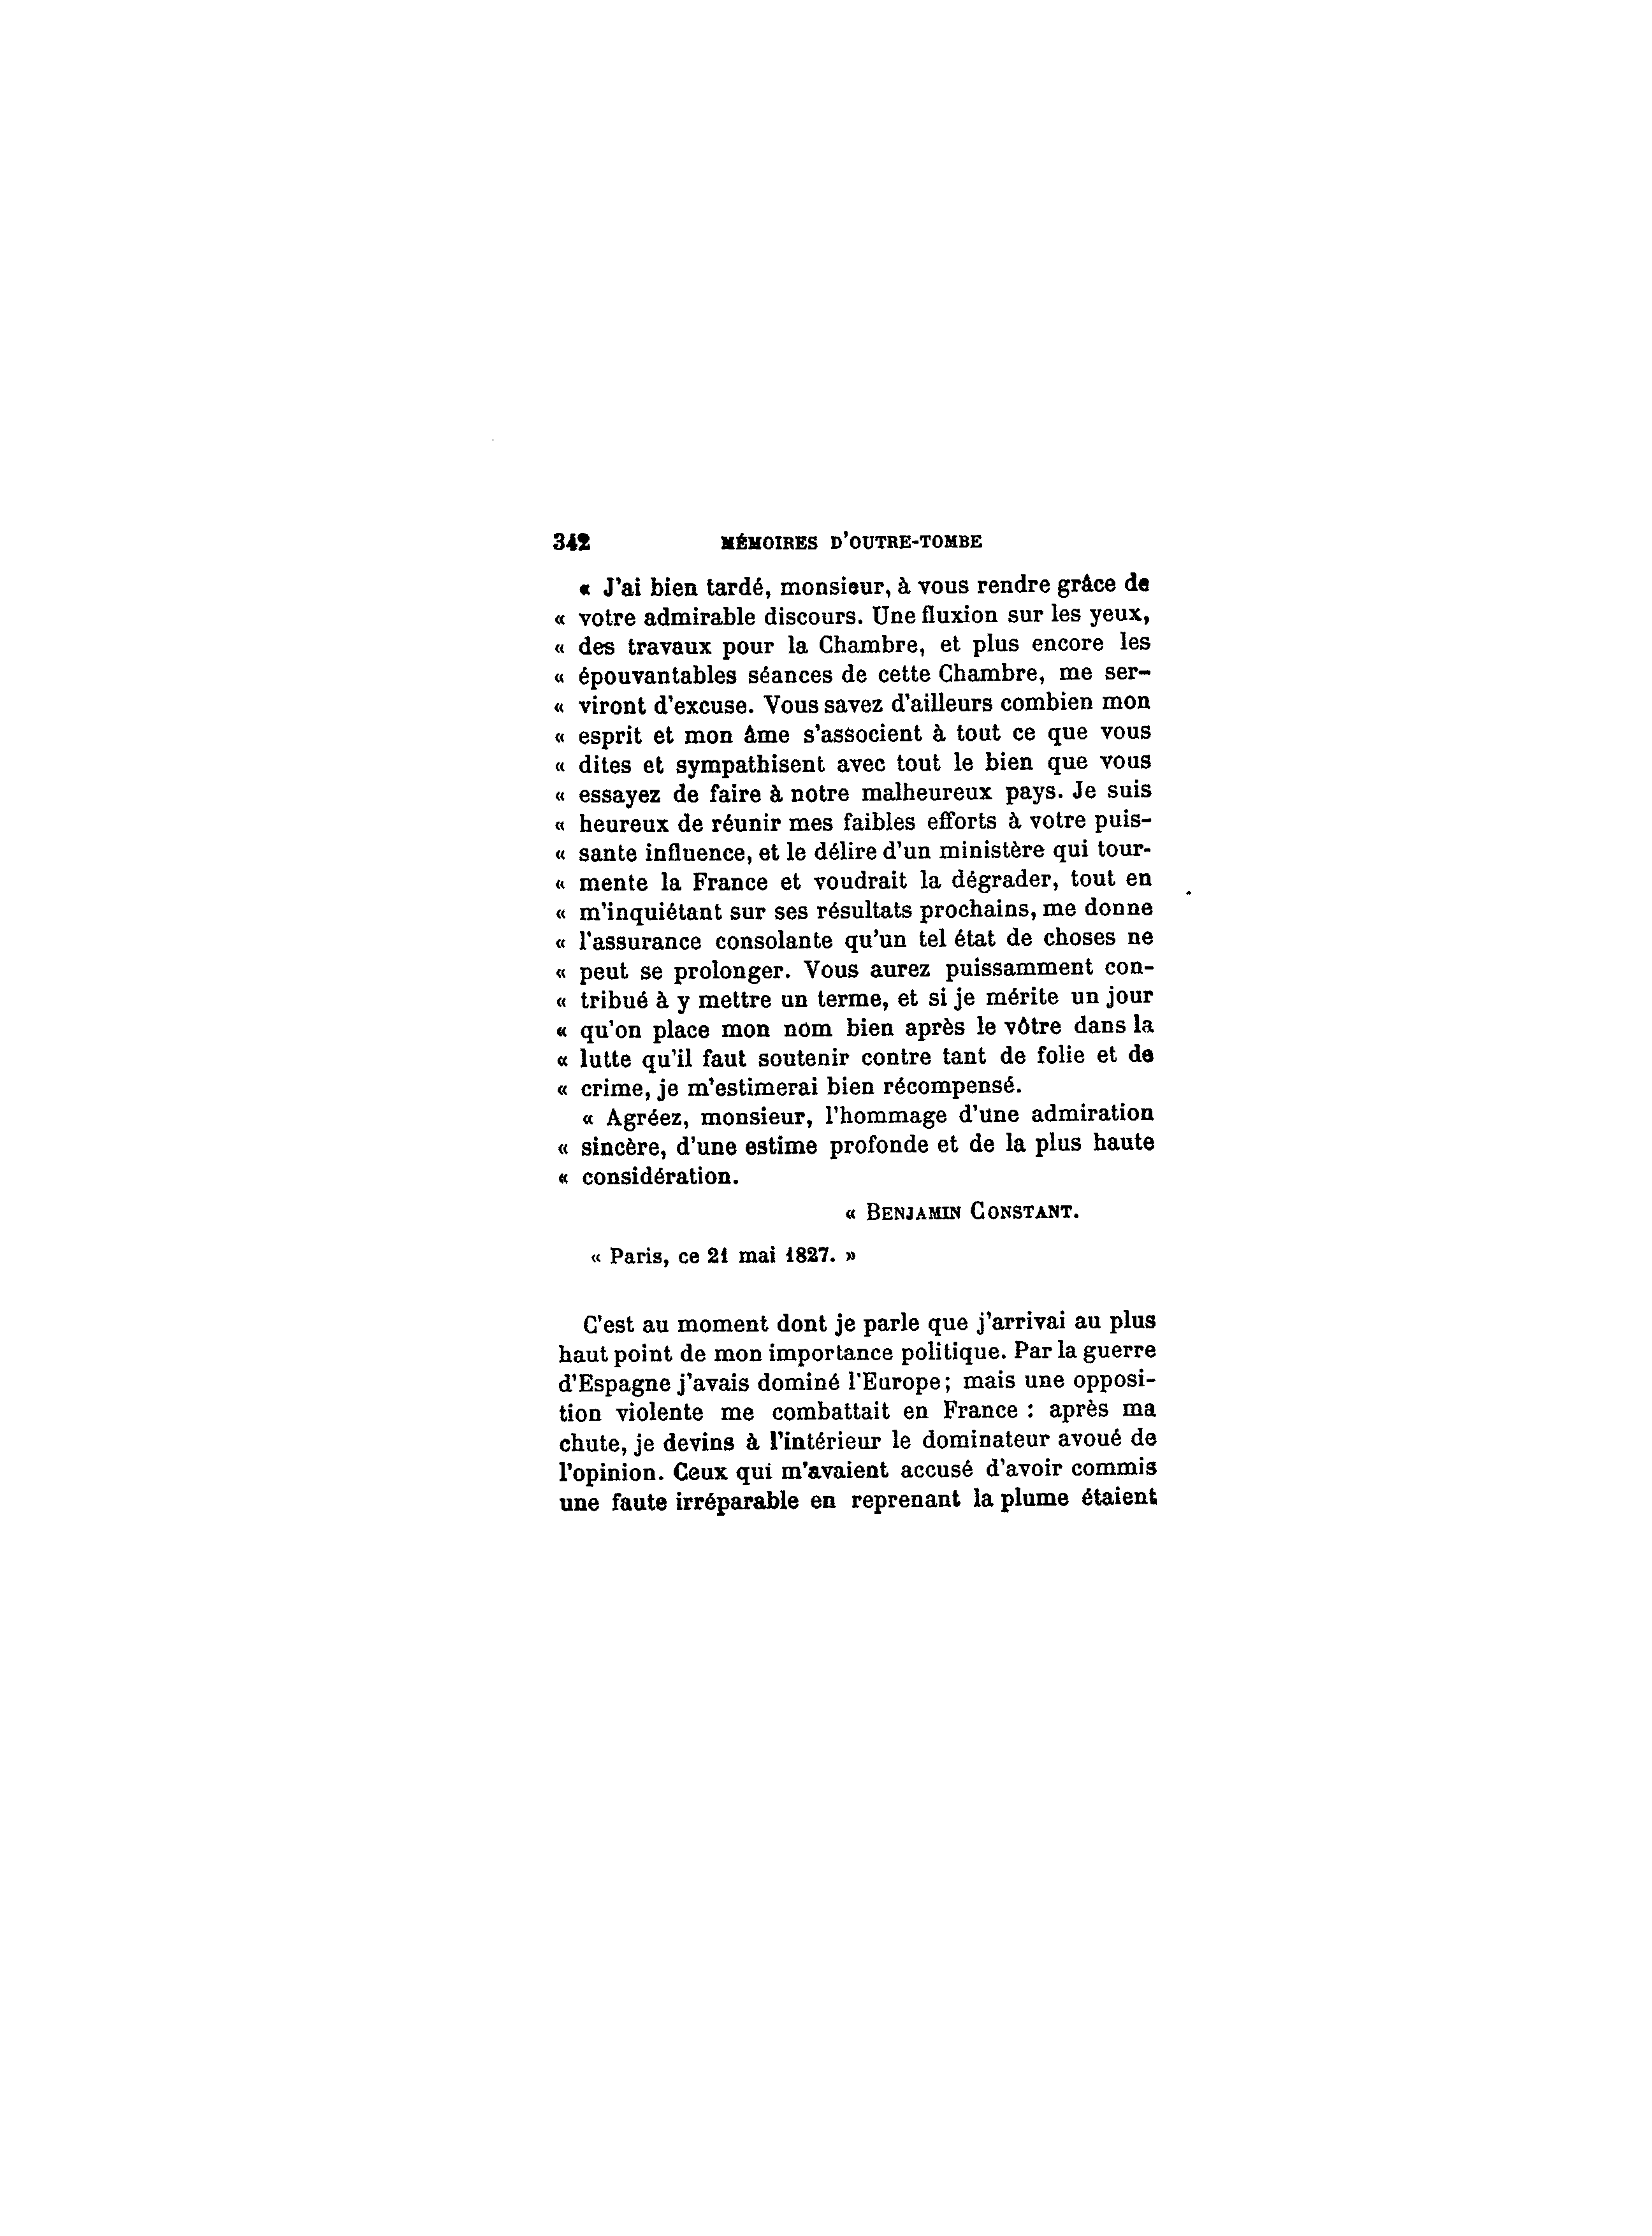 342 MÉMOIRES D'OUTRE-TOMBE
« J'ai bien tardé, monsieur, à vous rendre grâce de
« votre admirable discours. Une fluxion sur les yeux,
« des travaux pour la Chambre, et plus encore les
« épouvantables séances de cette Chambre, me ser-
« viront d'excuse. Vous savez d'ailleurs combien mon
« esprit et mon âme s'associent à tout ce que vous
« dites et sympathisent avec tout le bien que vous
« essayez de faire à notre malheureux pays. Je suis
« heureux de réunir mes faibles efforts à votre puis-
« sante influence, et le délire d'un ministère qui tour-
« mente la France et voudrait la dégrader, tout en
« m'inquiétant sur ses résultats prochains, me donne
« l'assurance consolante qu'un tel état de choses ne
« peut se prolonger. Vous aurez puissamment con-
« tribué à y mettre un terme, et si je mérite un jour
« qu'on place mon nom bien après le vôtre dans la
« lutte qu'il faut soutenir contre tant de folie et de
« crime, je m'estimerai bien récompensé.
« Agréez, monsieur, l'hommage d'une admiration
« sincère, d'une estime profonde et de la plus haute
« considération.
« BENJAMIN CONSTANT.
« Paris, ce 21 mai 1827. »
C'est au moment dont je parle que j'arrivai au plus
haut point de mon importance politique. Par la guerre
d'Espagne j'avais dominé l'Europe; mais une opposi-
tion violente me combattait en France : après ma
chute, je devins à l'intérieur le dominateur avoué de
l'opinion. Ceux qui m'avaient accusé d'avoir commis
une faute irréparable en reprenant la plume étaient